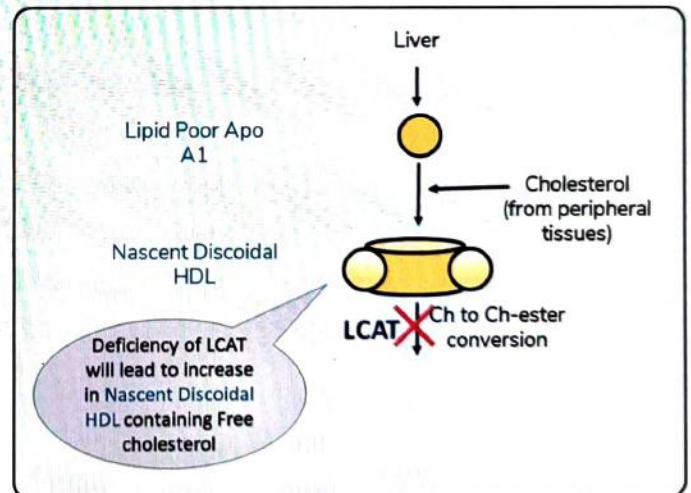 Liver
Lipid Poor Apo
A1
Cholesterol
(from peripheral
tissues)
Nascent Discoidal
HDL
LCAT
Ch to Ch-ester
conversion
Deficiency of LCAT
will lead to increase
in Nascent Discoidal
HDL containing Free
cholesterol